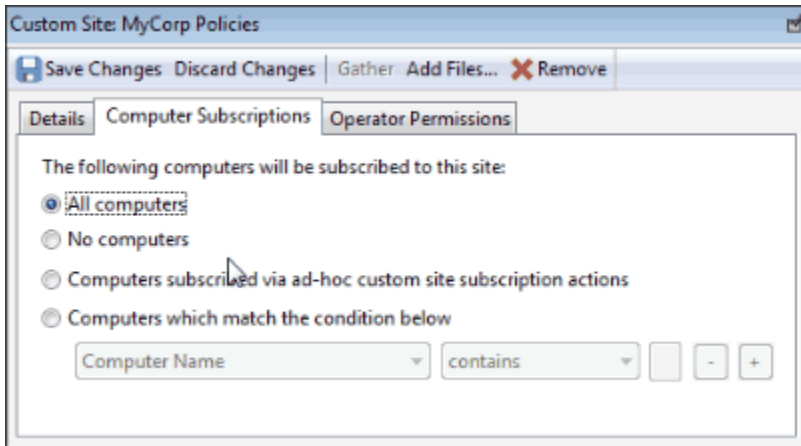 Custom Site: MyCorp Policies
Save Changes Discard Changes Gather Add Files... Remove
Details Computer Subscriptions Operator Permissions
The following computers will be subscribed to this site:
All computers
No computers
Computers subscribed via ad-hoc custom site subscription actions
Computers which match the condition below
Computer Name contains - +